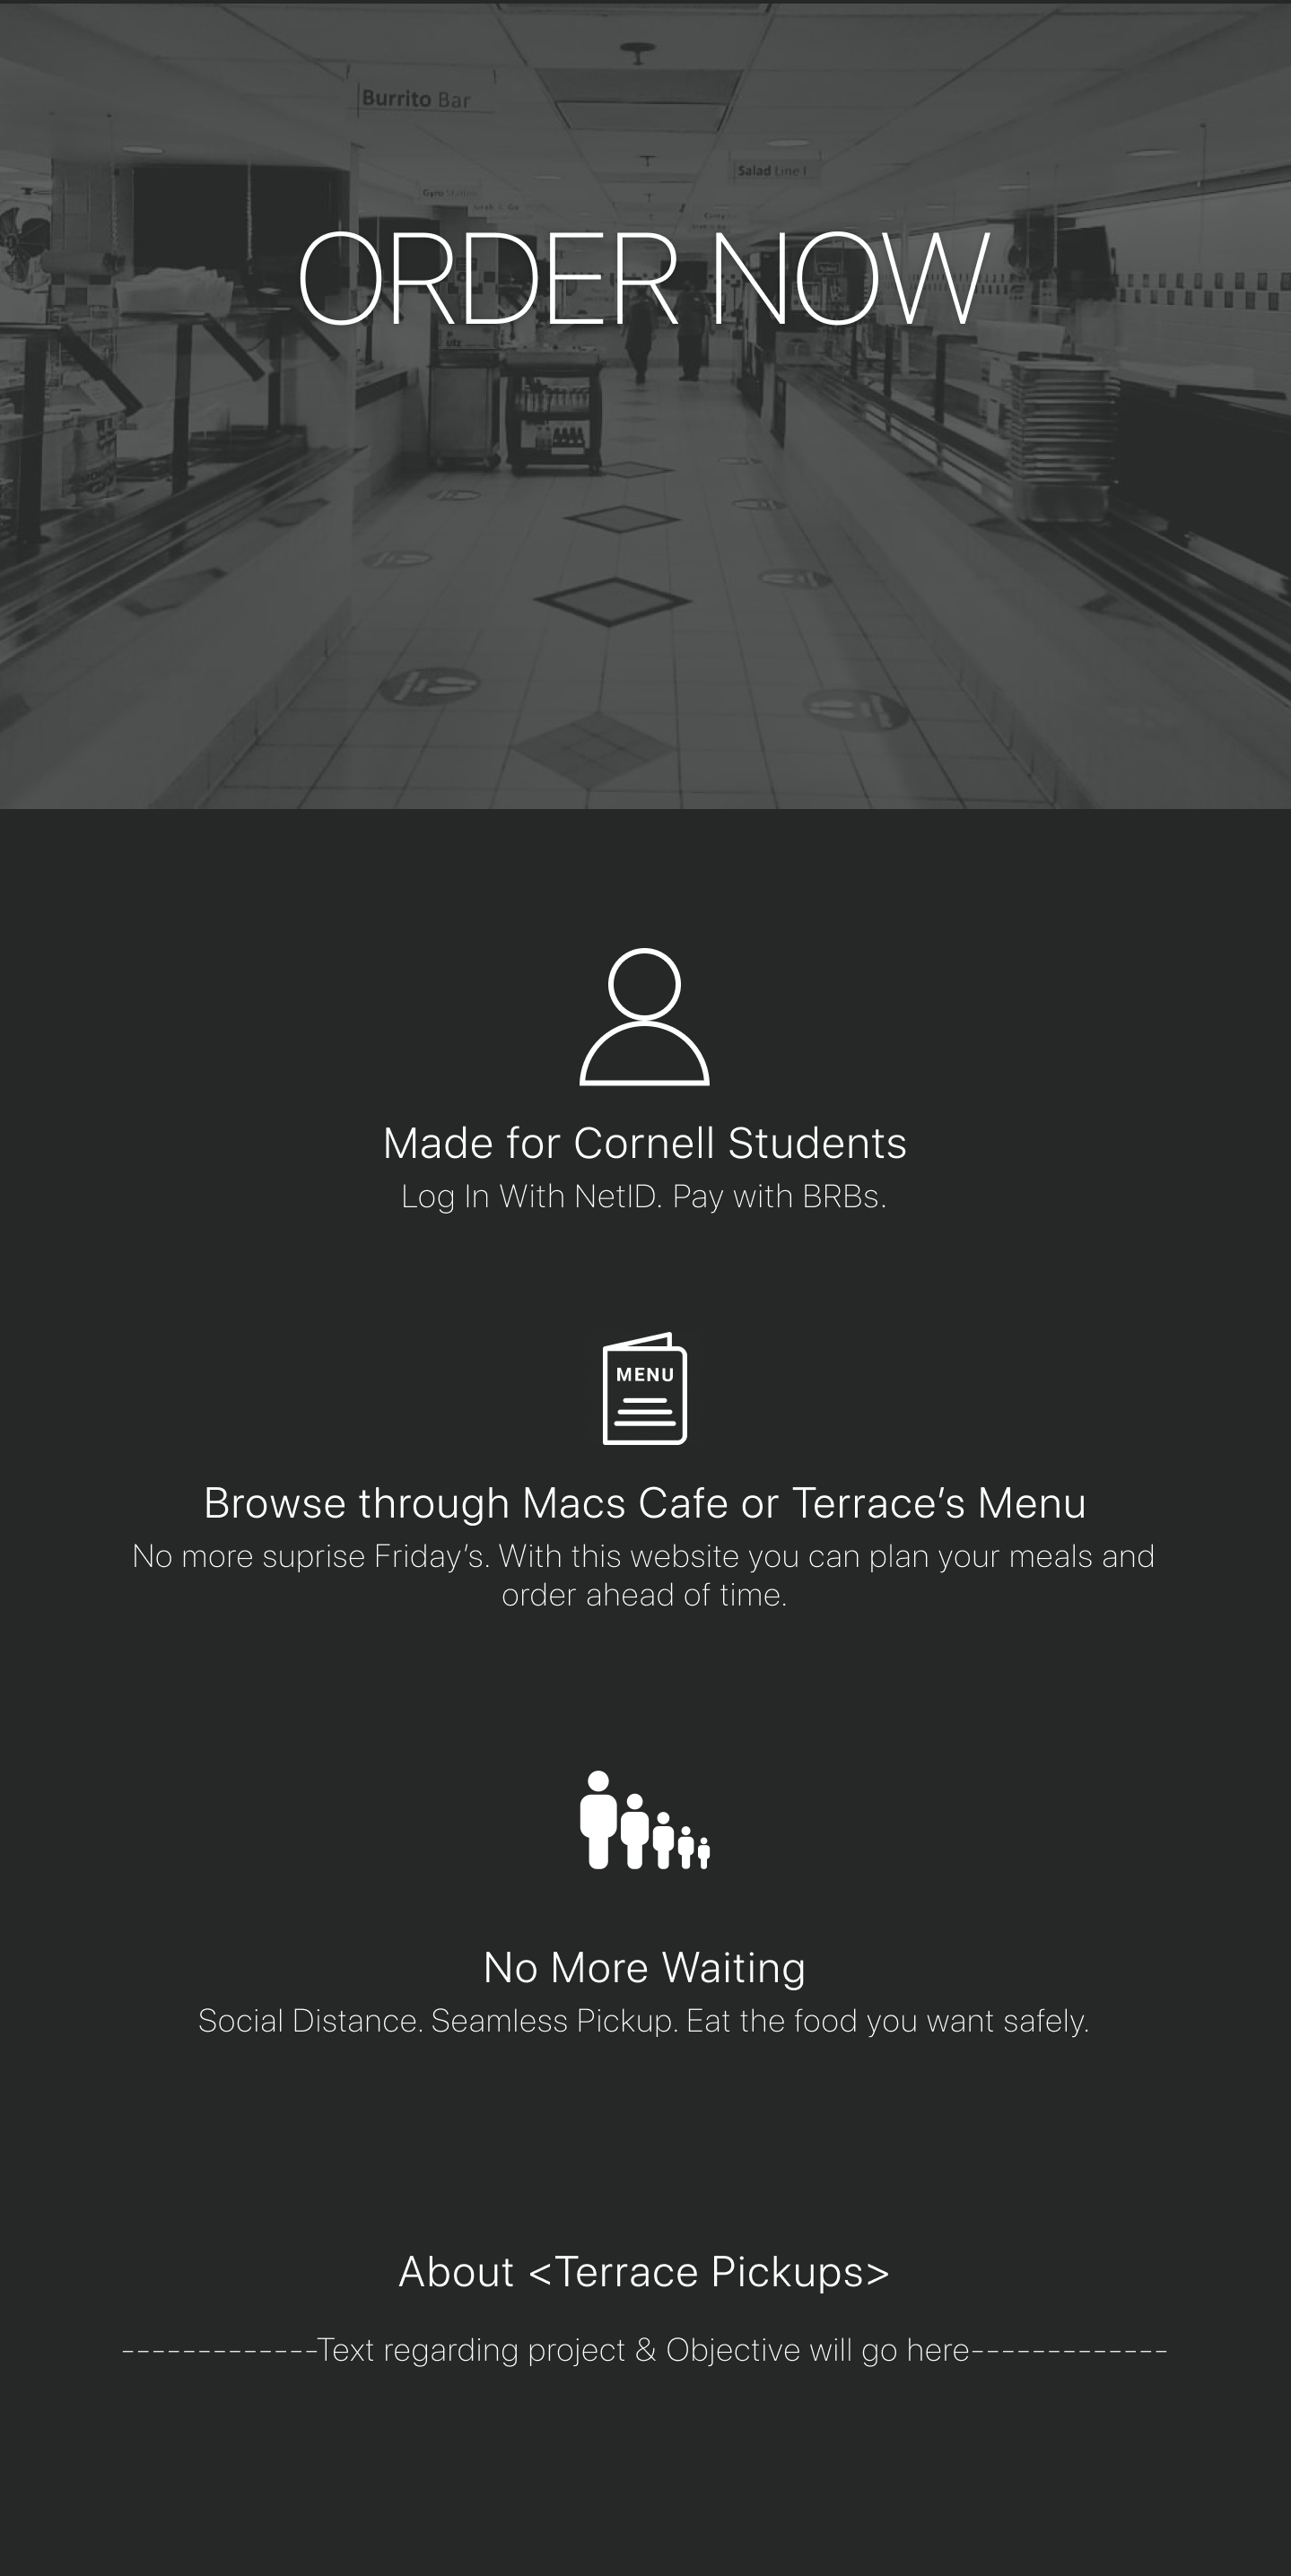 Burrito Bar
Salad Line I
ORDER NOW
Made for Cornell Students
Log In With NetID. Pay with BRBs.
MENU
Browse through Macs Cafe or Terrace’s Menu
No more suprise Friday’s. With this website you can plan your meals and
order ahead of time.
No More Waiting
Social Distance. Seamless Pickup. Eat the food you want safely.
About <Terrace Pickups>
-------------Text regarding project & Objective will go here-------------